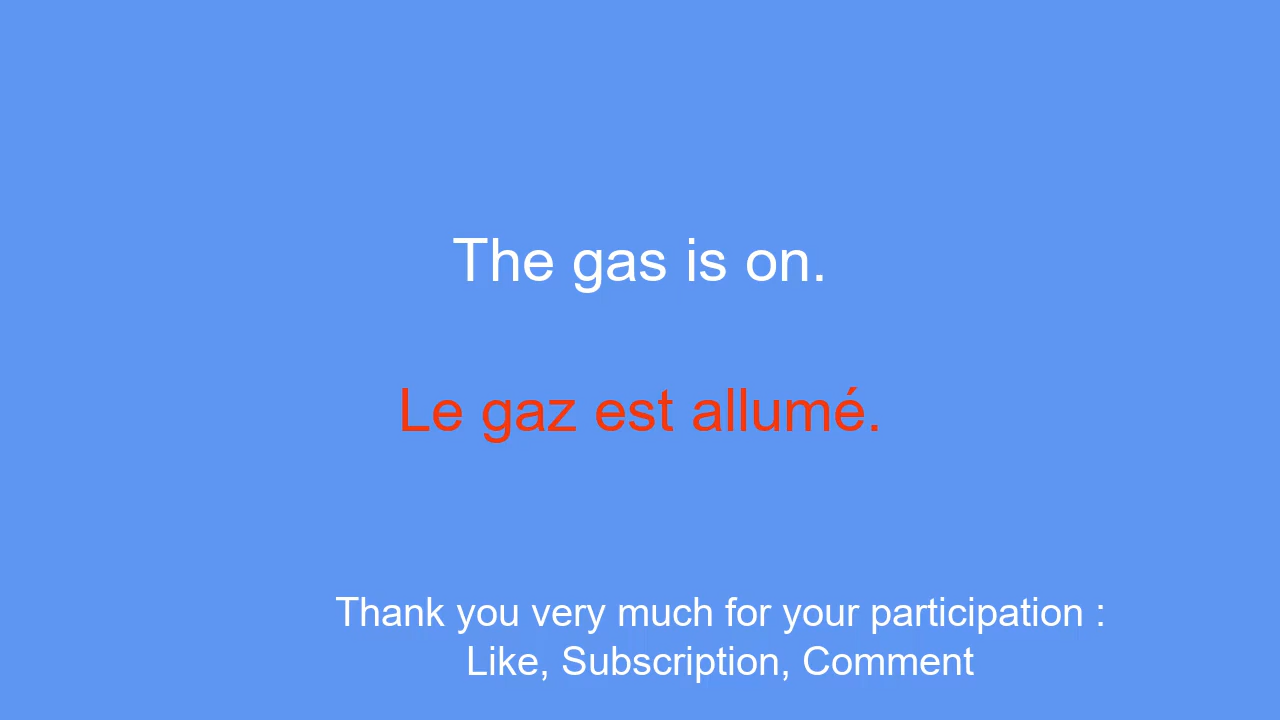 The gas is on.
Le gaz est allumé.
Thank you very much for your participation :
Like, Subscription, Comment